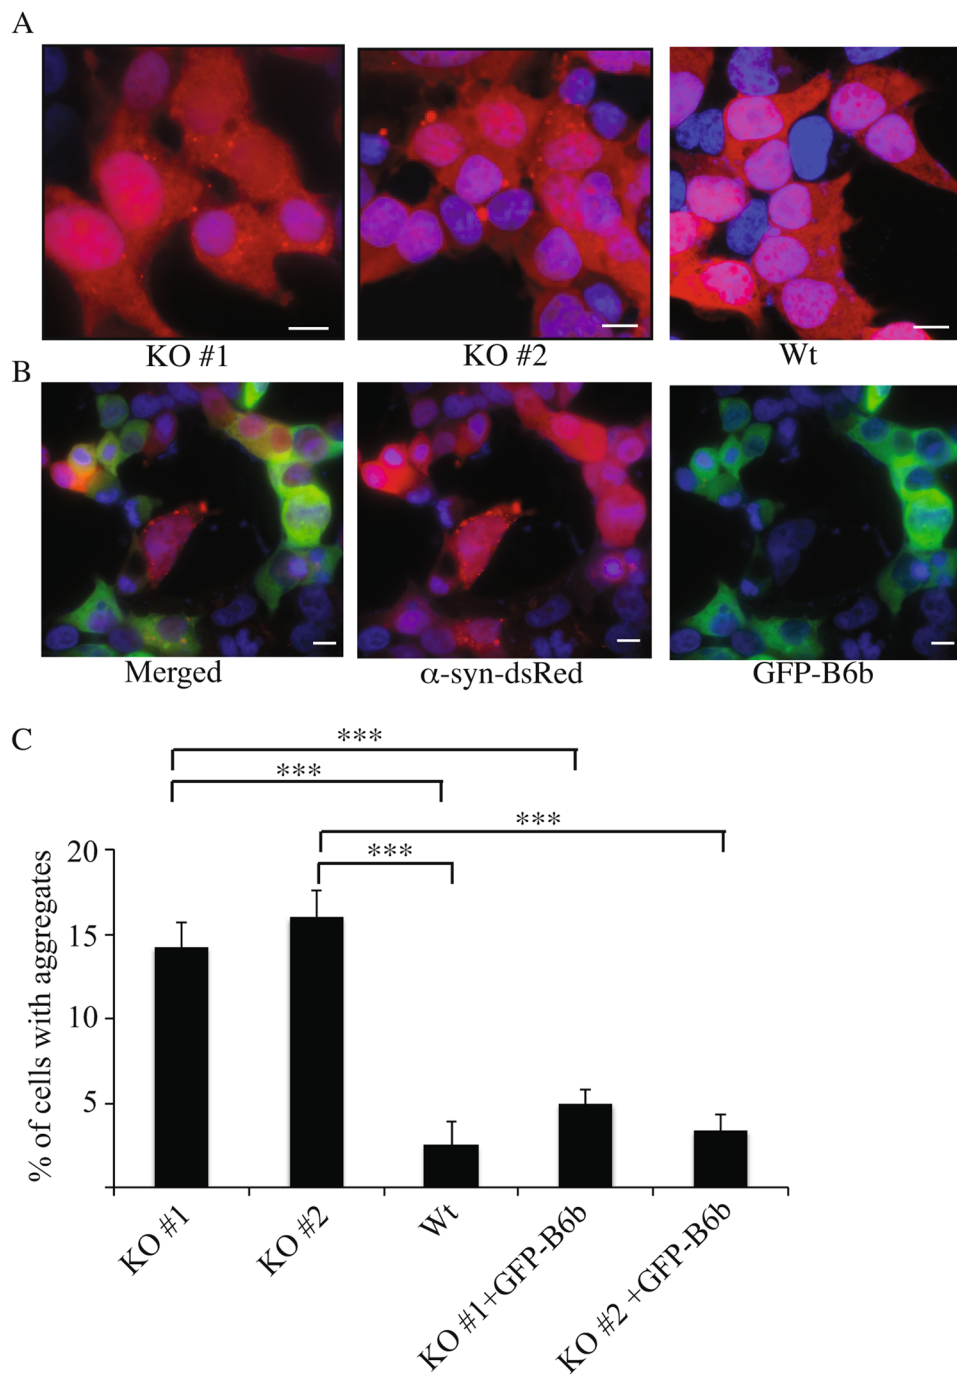 A
KO #1
KO #2
Wt
B
Merged
α-syn-dsRed
GFP-B6b
C
***
***
***
***
% of cells with aggregates
20
15
10
5
KO #1
KO #2
Wt
KO #1+GFP-B6b
KO #2 +GFP-B6b